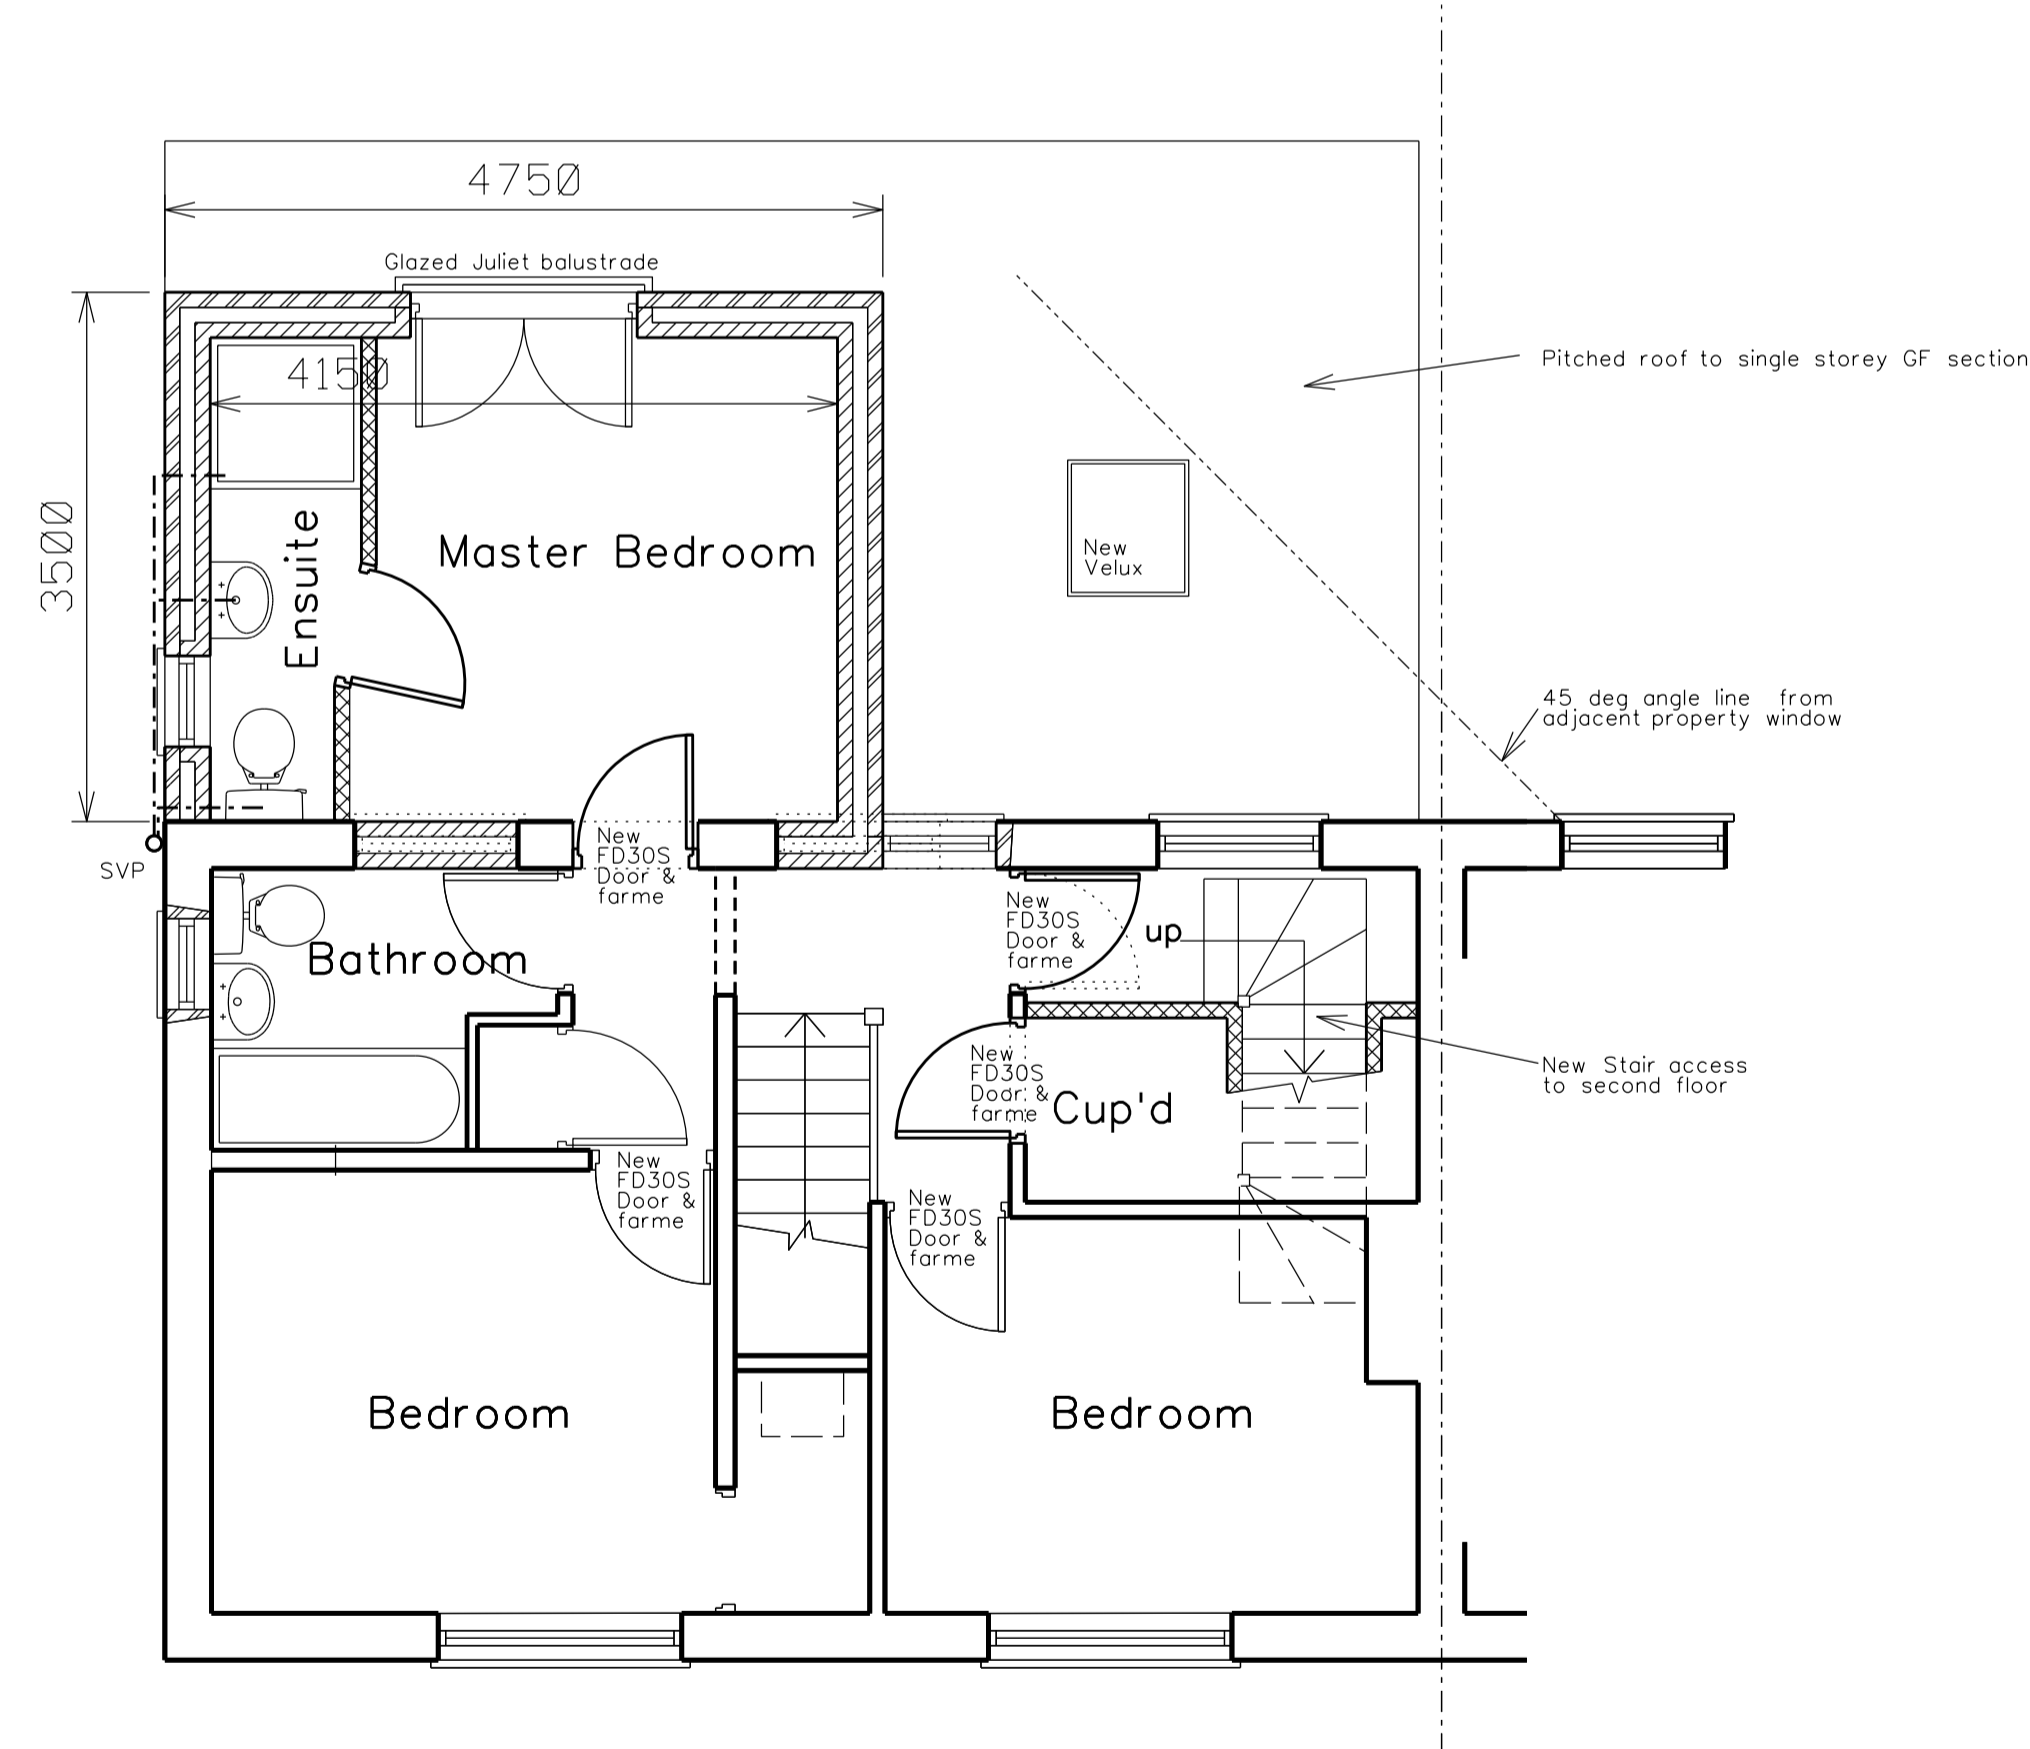 4750
Glazed Juliet balustrade
Pitched roof to single storey GF section
4150
3500
Ensuite
Master Bedroom
New
Velux
45 deg angle line from
adjacent property window
SVP
New
FD30S
Door &
farme
New
FD30S
Door &
farme
up
Bathroom
New
FD30S
Door &
farme
Cup'd
New Stair access
to second floor
New
FD30S
Door &
farme
New
FD30S
Door &
farme
Bedroom
Bedroom